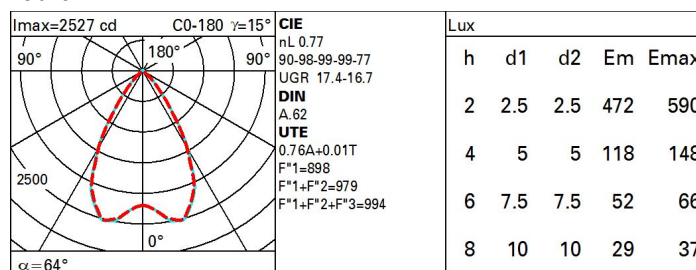 Imax=2527 cd C0-180 γ=15°
90° 180° 90°
2500
0°
α=64°
CIE
nL 0.77
90-98-99-99-77
UGR 17.4-16.7
DIN
A.62
UTE
0.76A+0.01T
F"1=898
F"1+F"2=979
F"1+F"2+F"3=994
Lux
h d1 d2 Em Emax
2 2.5 2.5 472 590
4 5 5 118 148
6 7.5 7.5 52 66
8 10 10 29 37